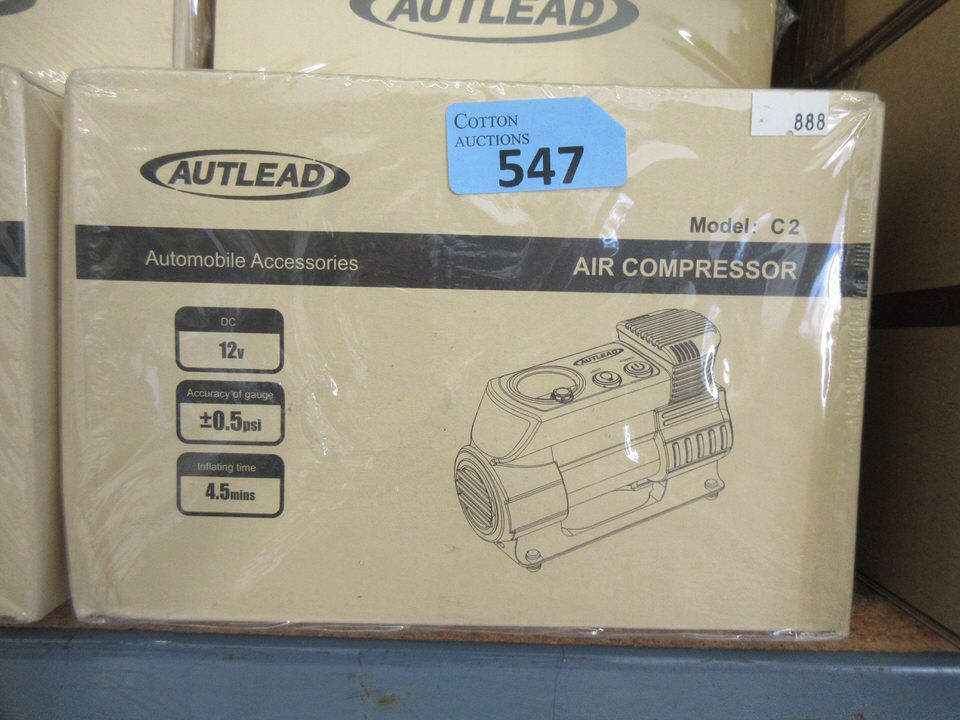 AUTLEAD
COTTON
AUCTIONS
547
888
AUTLEAD
Model: C2
Automobile Accessories
AIR COMPRESSOR
DC
12v
Accuracy of gauge
±0.5psi
Inflating time
4.5mins
AUTLEAD